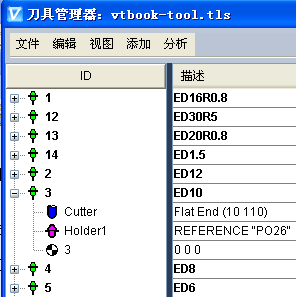 刀具管理器: vtbook-tool.tls
文件 编辑 视图 添加 分析
ID 描述
1 ED16R0.8
12 ED30R5
13 ED20R0.8
14 ED1.5
2 ED12
3 ED10
Cutter Flat End (10 110)
Holder1 REFERENCE "PO26"
3 0 0 0
4 ED8
5 ED6